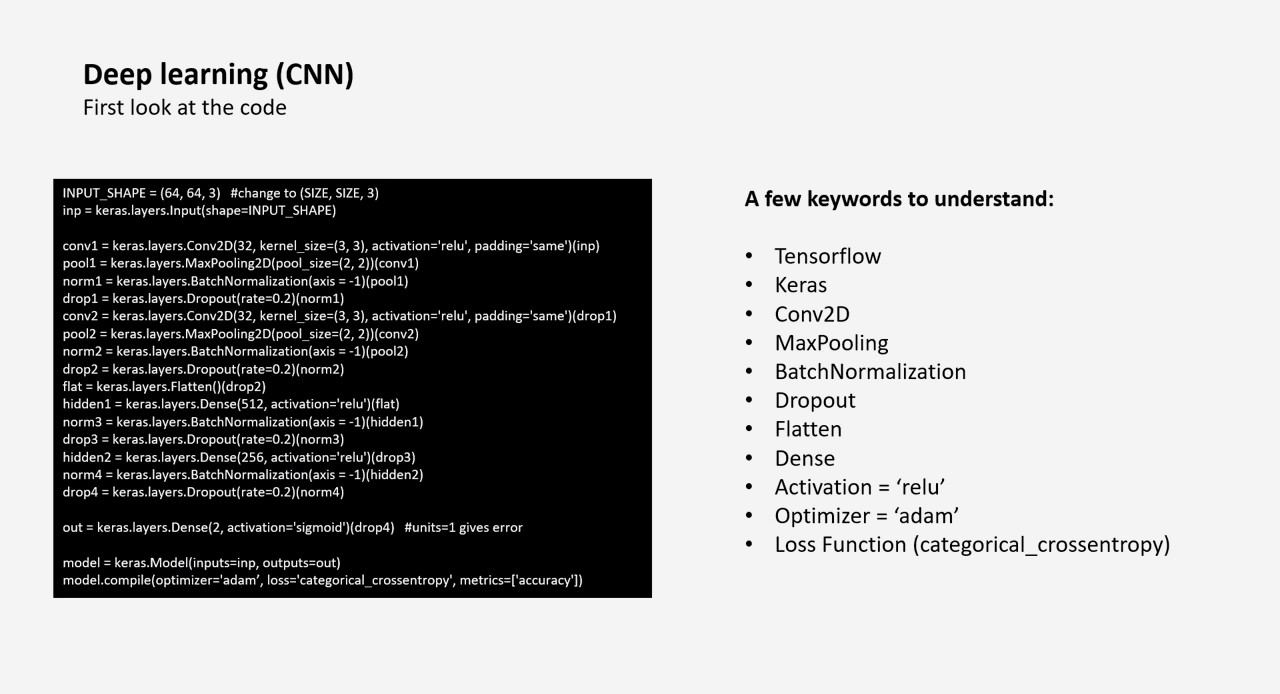 Deep learning (CNN)
First look at the code
INPUT_SHAPE = (64, 64, 3)   #change to (SIZE, SIZE, 3)
inp = keras.layers.Input(shape=INPUT_SHAPE)
conv1 = keras.layers.Conv2D(32, kernel_size=(3, 3), activation='relu', padding='same')(inp)
pool1 = keras.layers.MaxPooling2D(pool_size=(2, 2))(conv1)
norm1 = keras.layers.BatchNormalization(axis = -1)(pool1)
drop1 = keras.layers.Dropout(rate=0.2)(norm1)
conv2 = keras.layers.Conv2D(32, kernel_size=(3, 3), activation='relu', padding='same')(drop1)
pool2 = keras.layers.MaxPooling2D(pool_size=(2, 2))(conv2)
norm2 = keras.layers.BatchNormalization(axis = -1)(pool2)
drop2 = keras.layers.Dropout(rate=0.2)(norm2)
flat = keras.layers.Flatten()(drop2)
hidden1 = keras.layers.Dense(512, activation='relu')(flat)
norm3 = keras.layers.BatchNormalization(axis = -1)(hidden1)
drop3 = keras.layers.Dropout(rate=0.2)(norm3)
hidden2 = keras.layers.Dense(256, activation='relu')(drop3)
norm4 = keras.layers.BatchNormalization(axis = -1)(hidden2)
drop4 = keras.layers.Dropout(rate=0.2)(norm4)
out = keras.layers.Dense(2, activation='sigmoid')(drop4)   #units=1 gives error
model = keras.Model(inputs=inp, outputs=out)
model.compile(optimizer='adam’, loss='categorical_crossentropy', metrics=['accuracy'])
A few keywords to understand:
• Tensorflow
• Keras
• Conv2D
• MaxPooling
• BatchNormalization
• Dropout
• Flatten
• Dense
• Activation = ‘relu’
• Optimizer = ‘adam’
• Loss Function (categorical_crossentropy)